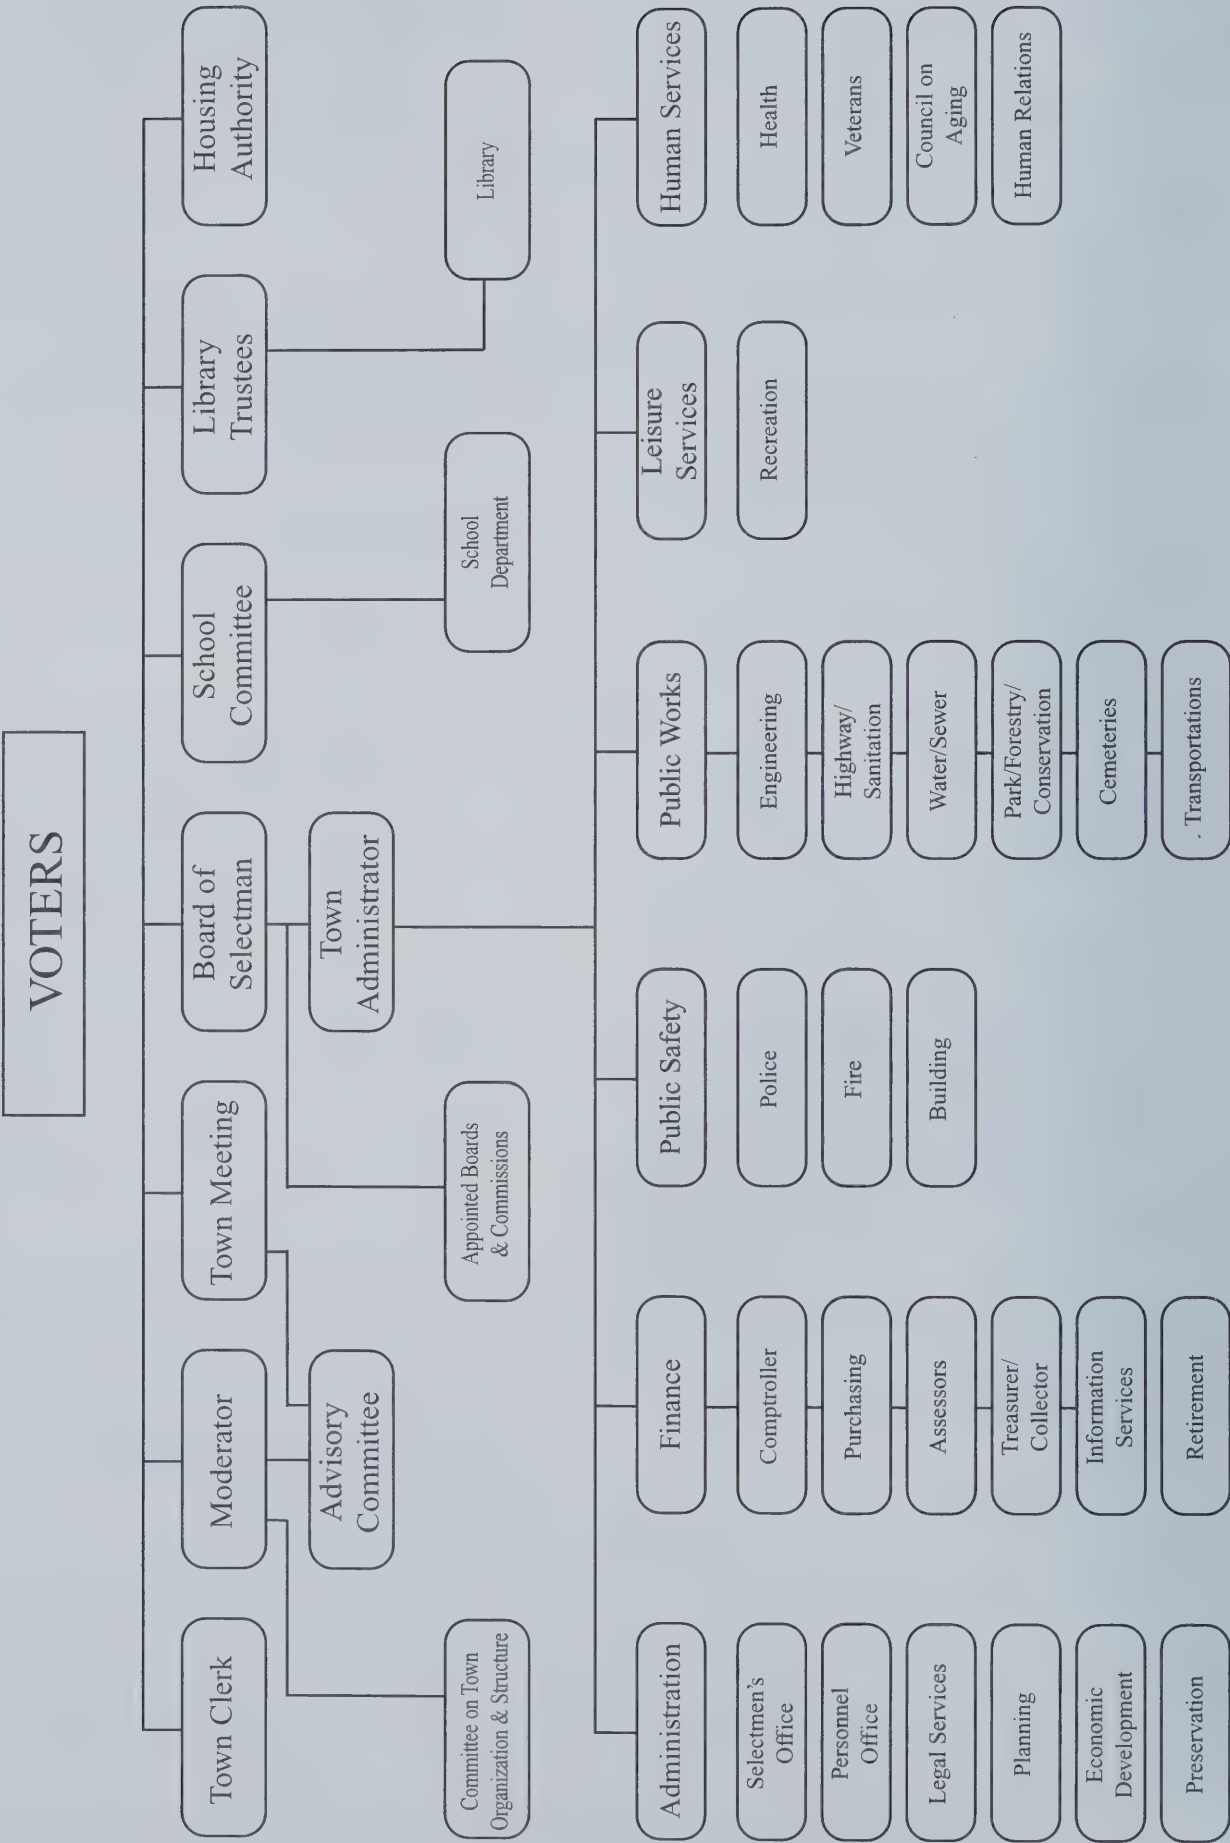 VOTERS
Town Clerk
Moderator
Town Meeting
Board of
Selectman
School
Committee
Library
Trustees
Housing
Authority
Advisory
Committee
Town
Administrator
Committee on Town
Organization & Structure
Appointed Boards
& Commissions
School
Department
Library
Administration
Finance
Public Safety
Public Works
Leisure
Services
Human Services
Selectmen's
Office
Personnel
Office
Legal Services
Planning
Economic
Development
Preservation
Comptroller
Purchasing
Assessors
Treasurer/
Collector
Information
Services
Retirement
Police
Fire
Building
Engineering
Highway/
Sanitation
Water/Sewer
Park/Forestry/
Conservation
Cemeteries
. Transportations
Recreation
Health
Veterans
Council on
Aging
Human Relations